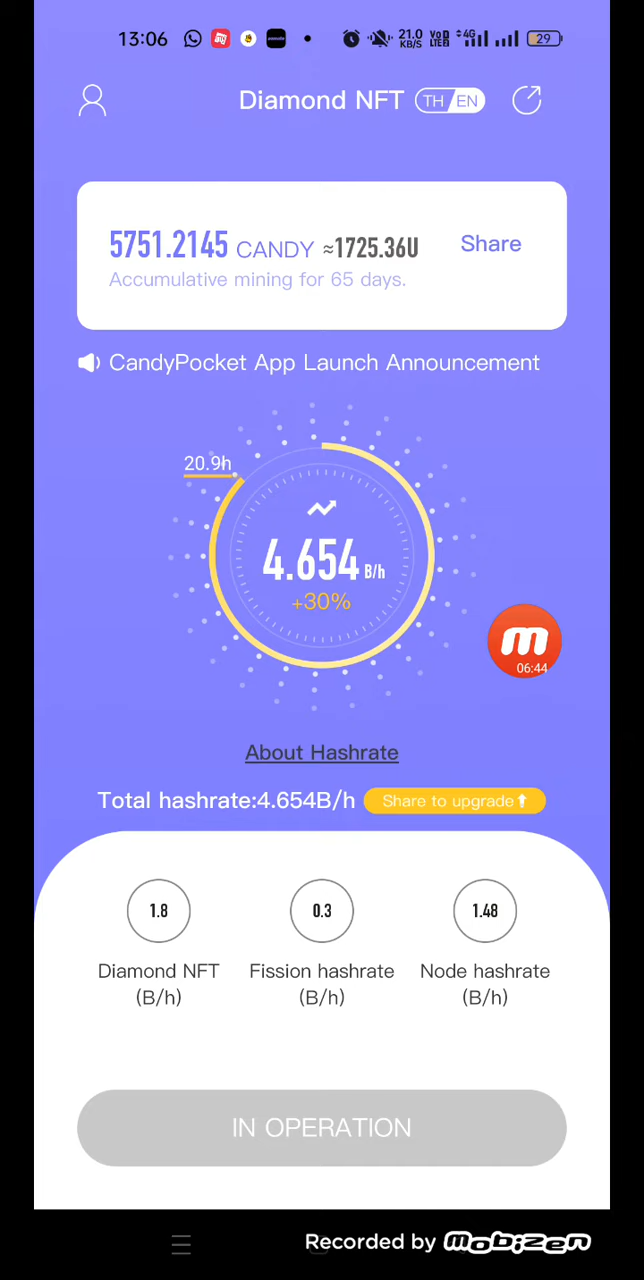 13:06 21.0 KB/S VoD LTE2 4G 29
Diamond NFT TH/EN
5751.2145 CANDY ≈1725.36U Share
Accumulative mining for 65 days.
CandyPocket App Launch Announcement
20.9h
4.654 B/h
+30%
m
06:44
About Hashrate
Total hashrate:4.654B/h Share to upgrade
1.8 0.3 1.48
Diamond NFT Fission hashrate Node hashrate
(B/h) (B/h) (B/h)
IN OPERATION
Recorded by mobizen